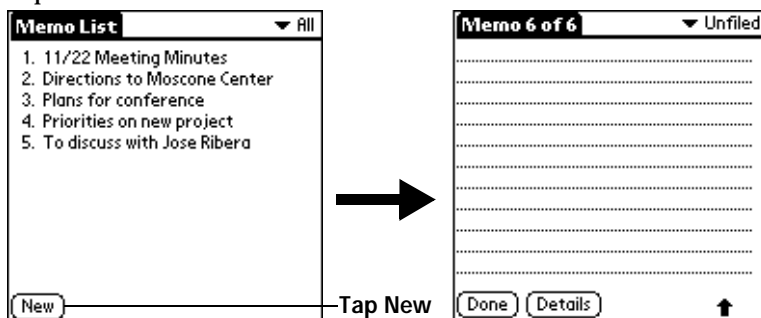 Memo List
All
1. 11/22 Meeting Minutes
2. Directions to Moscone Center
3. Plans for conference
4. Priorities on new project
5. To discuss with Jose Ribera
New
Tap New
Memo 6 of 6
Unfiled
Done
Details